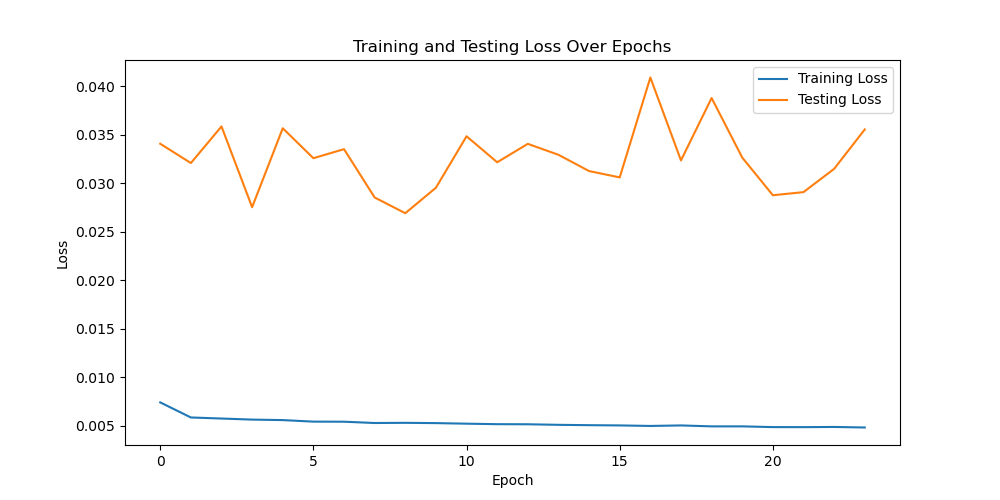 Training and Testing Loss Over Epochs
Training Loss
Testing Loss
0.040
0.035
0.030
0.025
0.020
0.015
0.010
0.005
Loss
0 5 10 15 20
Epoch